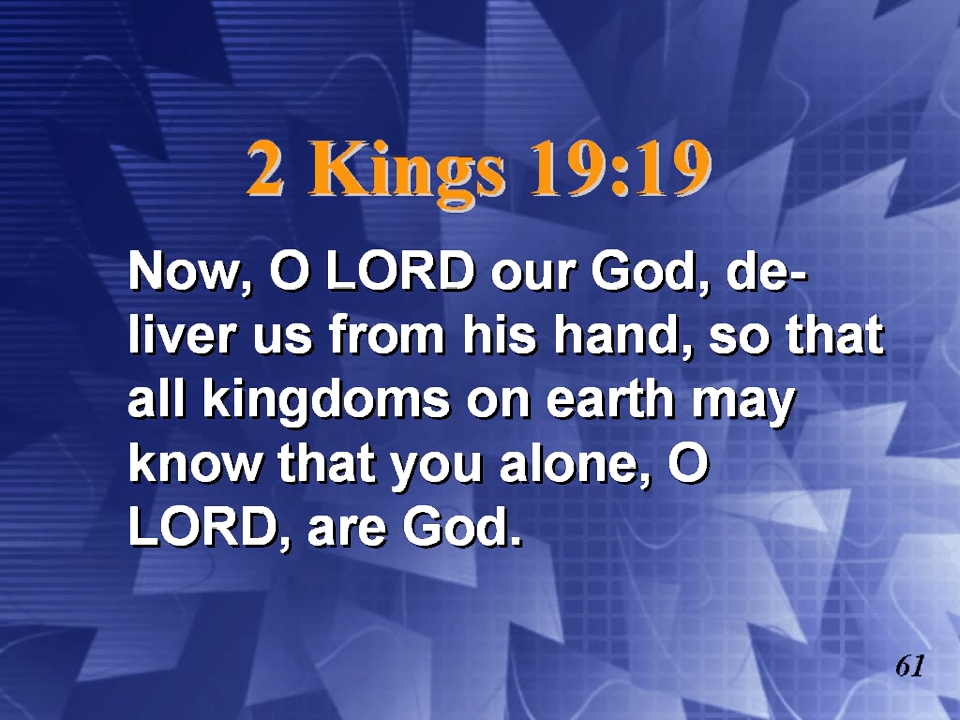 2 Kings 19:19
Now, O LORD our God, de-
liver us from his hand, so that
all kingdoms on earth may
know that you alone, O
LORD, are God.
61